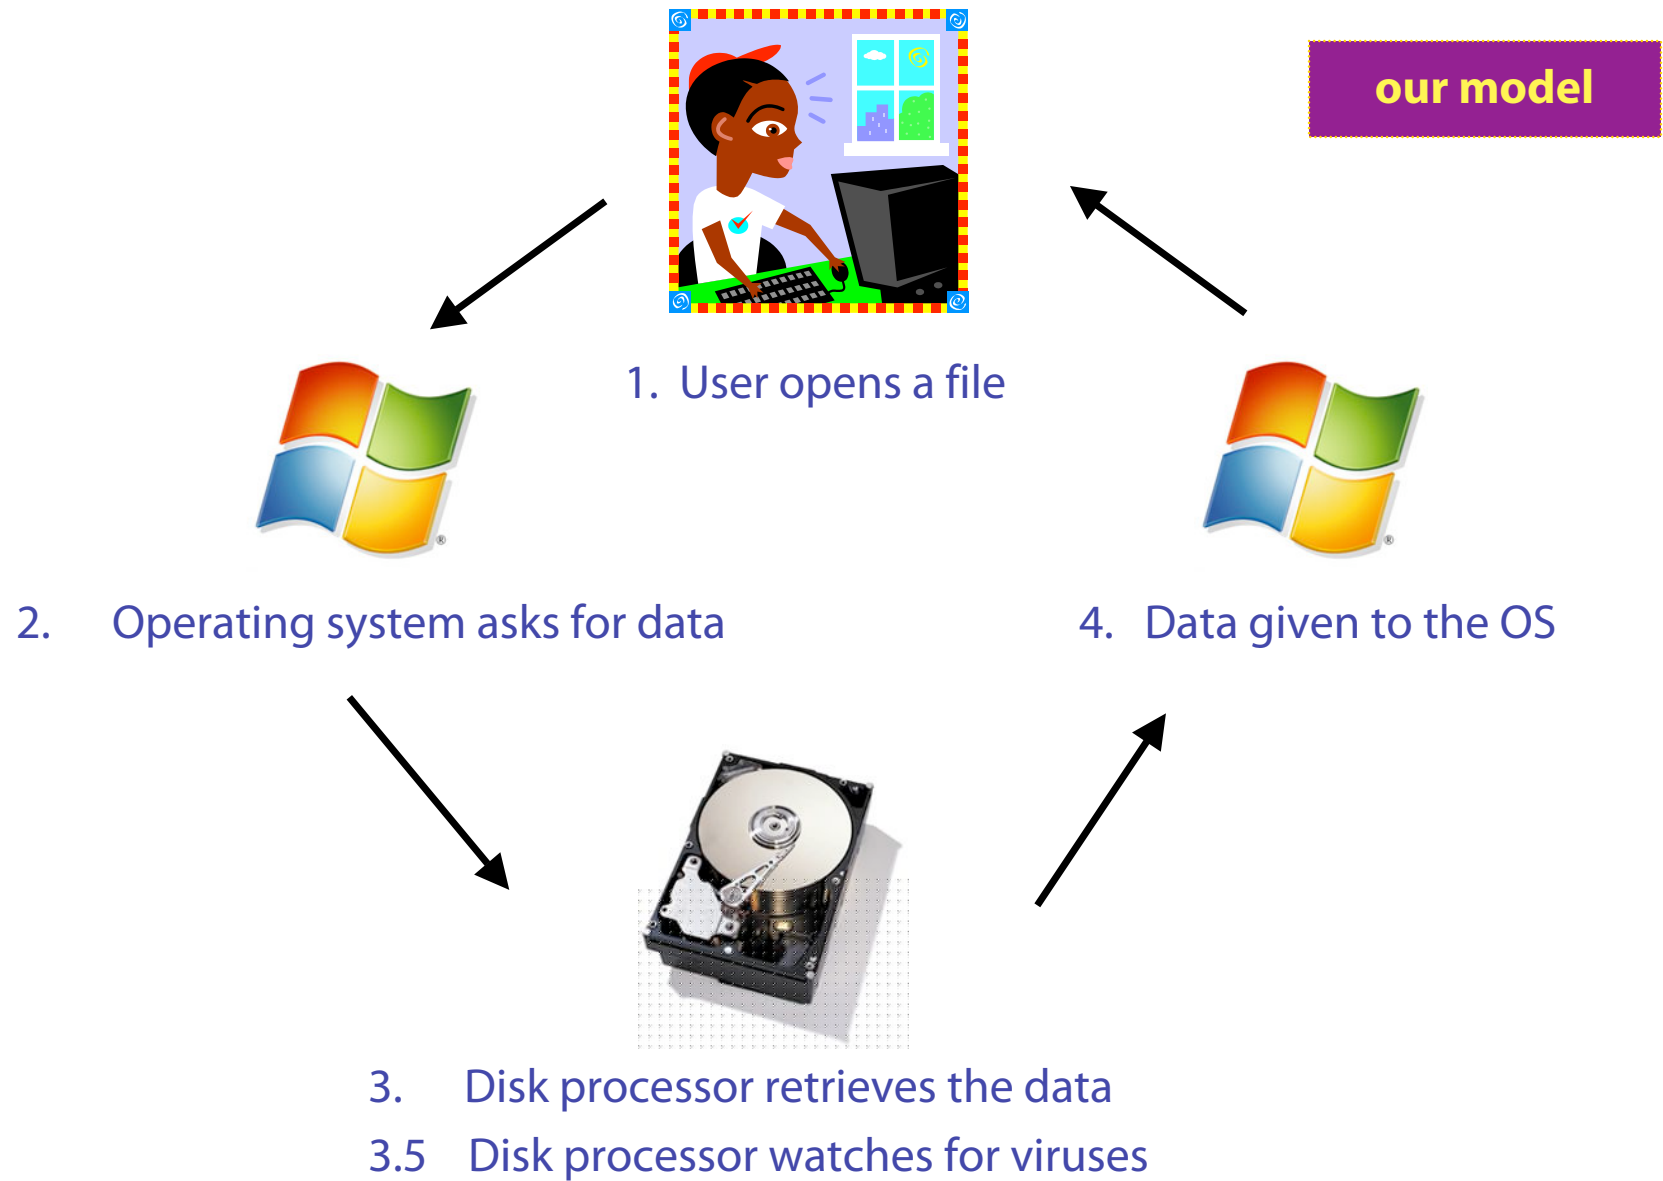 our model
1. User opens a file
2. Operating system asks for data
4. Data given to the OS
®
®
3. Disk processor retrieves the data
3.5 Disk processor watches for viruses